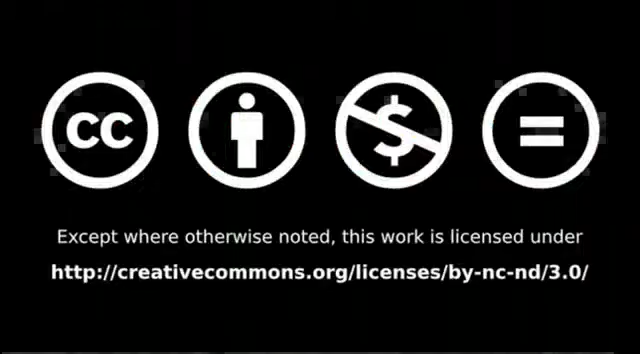 cc $ =
Except where otherwise noted, this work is licensed under
http://creativecommons.org/licenses/by-nc-nd/3.0/